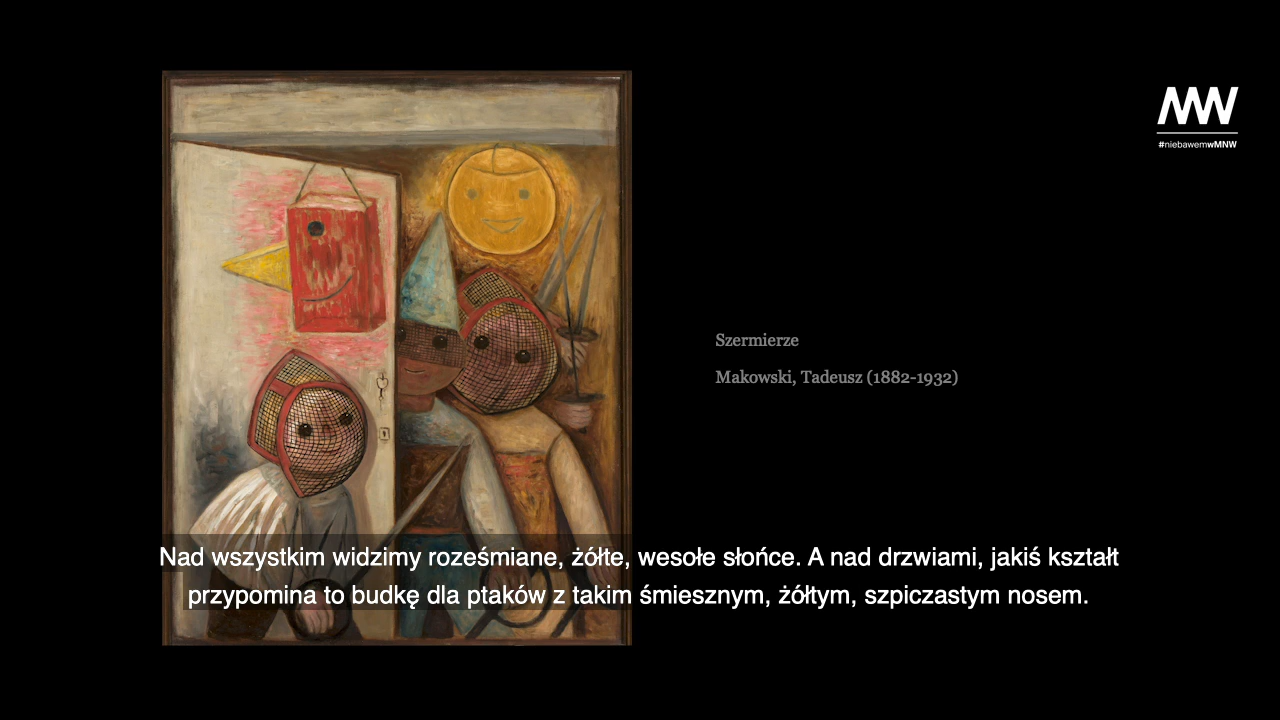 MNW
#niebawemwMNW
Szermierze
Makowski, Tadeusz (1882-1932)
Nad wszystkim widzimy roześmiane, żółte, wesołe słońce. A nad drzwiami, jakiś kształt
przypomina to budkę dla ptaków z takim śmiesznym, żółtym, szpiczastym nosem.